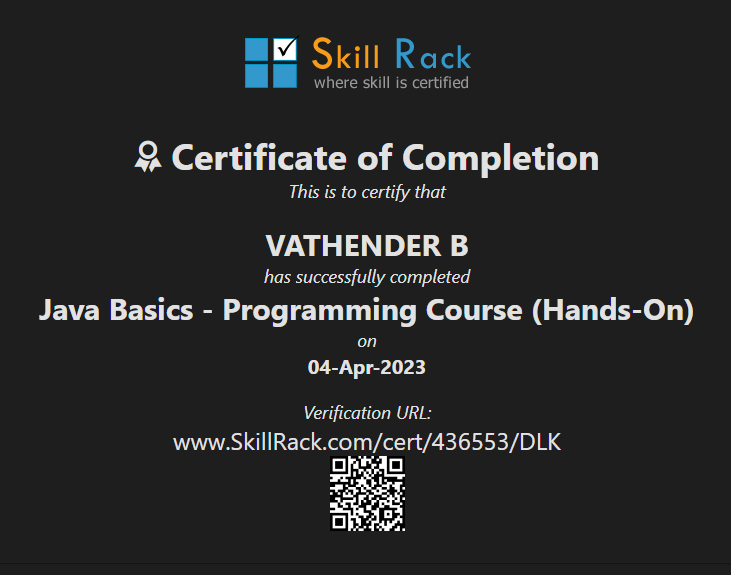 Skill Rack
where skill is certified
Certificate of Completion
This is to certify that
VATHENDER B
has successfully completed
Java Basics - Programming Course (Hands-On)
on
04-Apr-2023
Verification URL:
www.SkillRack.com/cert/436553/DLK